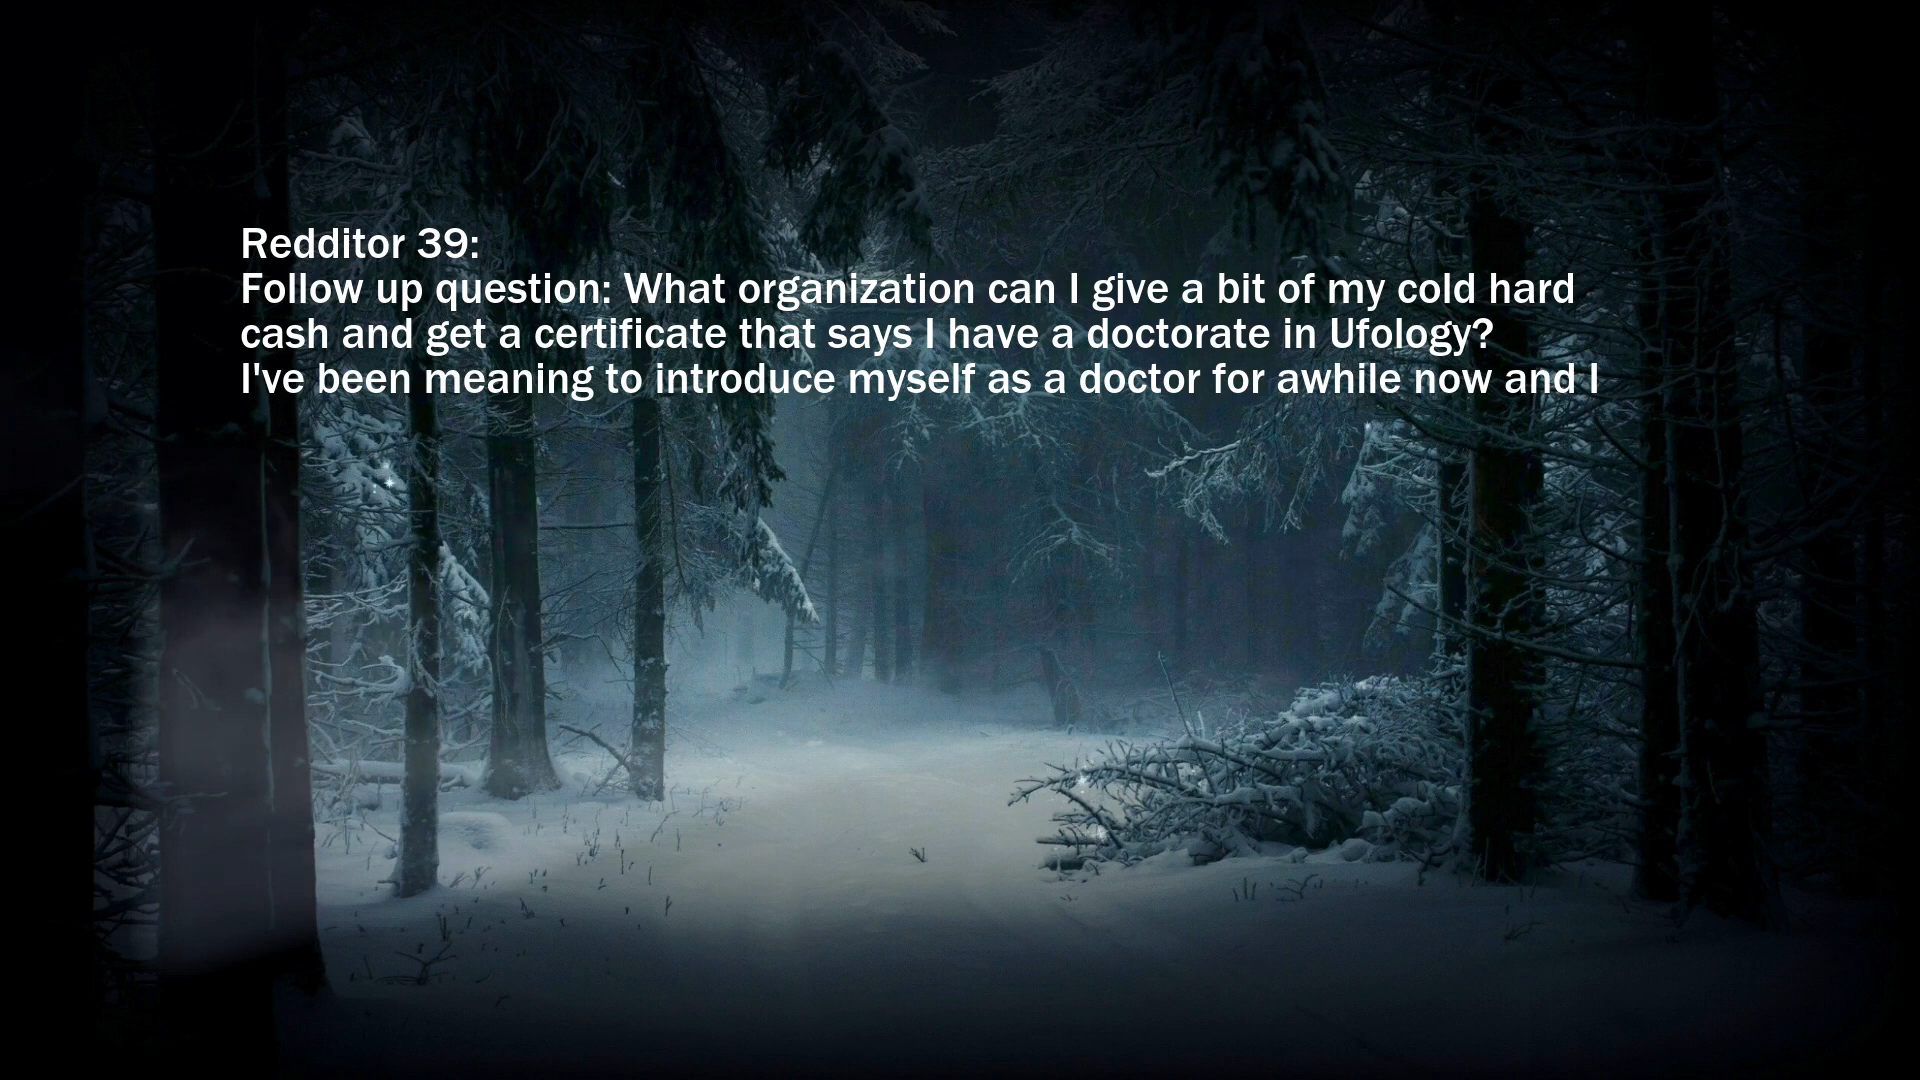 Redditor 39:
Follow up question: What organization can I give a bit of my cold hard
cash and get a certificate that says I have a doctorate in Ufology?
I've been meaning to introduce myself as a doctor for awhile now and I